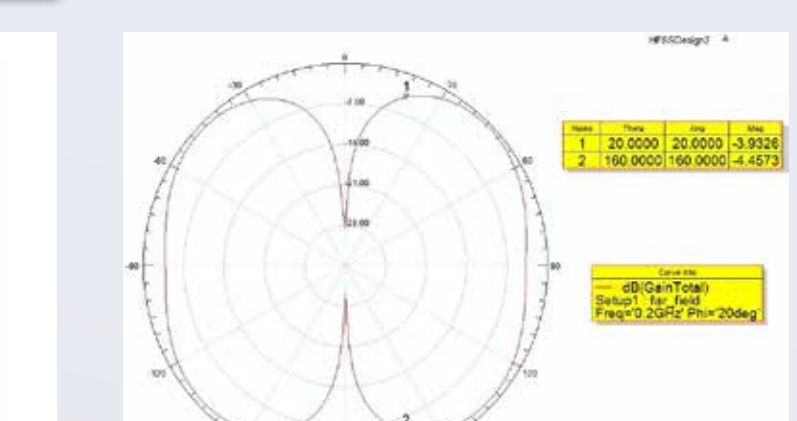 HFSSDesign3
0
-30
30
1
-7.00
-14.00
-21.00
-28.00
-60
60
-90
90
-120
120
2
Name Theta Ang Mag
1 20.0000 20.0000 -3.9326
2 160.0000 160.0000 -4.4573
Curve Info
dB(GainTotal)
Setup1 : far_field
Freq='0.2GHz' Phi='20deg'